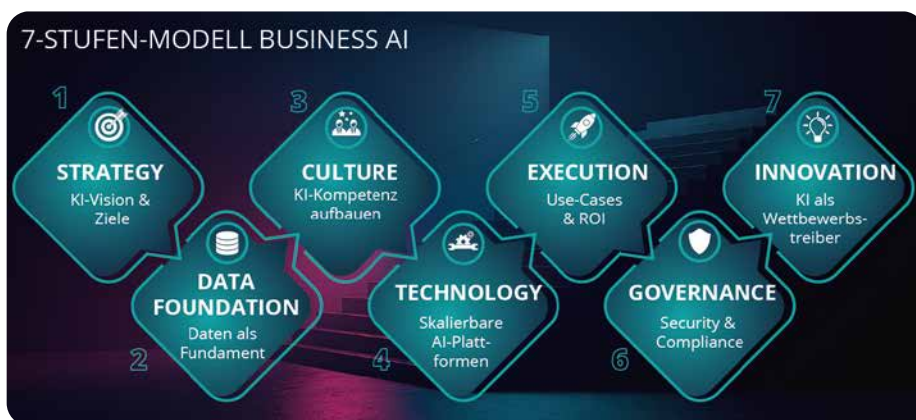 7-STUFEN-MODELL BUSINESS AI
1
STRATEGY
KI-Vision &
Ziele
2
DATA
FOUNDATION
Daten als
Fundament
3
CULTURE
KI-Kompetenz
aufbauen
4
TECHNOLOGY
Skalierbare
AI-Platt-
formen
5
EXECUTION
Use-Cases
& ROI
6
GOVERNANCE
Security &
Compliance
7
INNOVATION
KI als
Wettbewerbs-
treiber